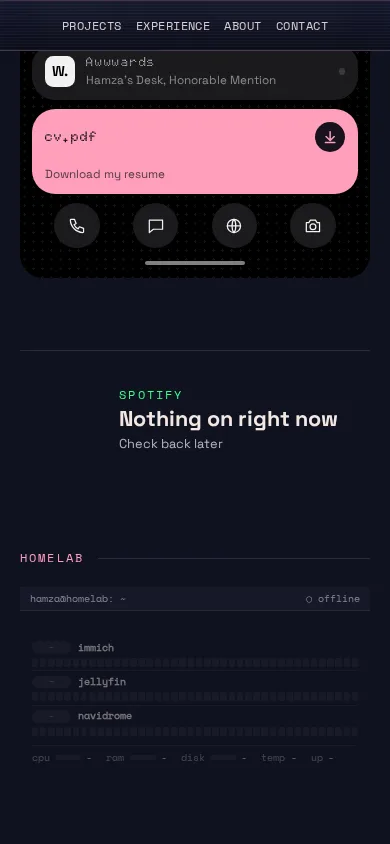 PROJECTS EXPERIENCE ABOUT CONTACT
Awwwards
W.
Hamza's Desk, Honorable Mention
cv.pdf
Download my resume
SPOTIFY
Nothing on right now
Check back later
HOMELAB
hamza@homelab: ~ ○ offline
– immich
– jellyfin
– navidrome
cpu - ram - disk - temp - up -